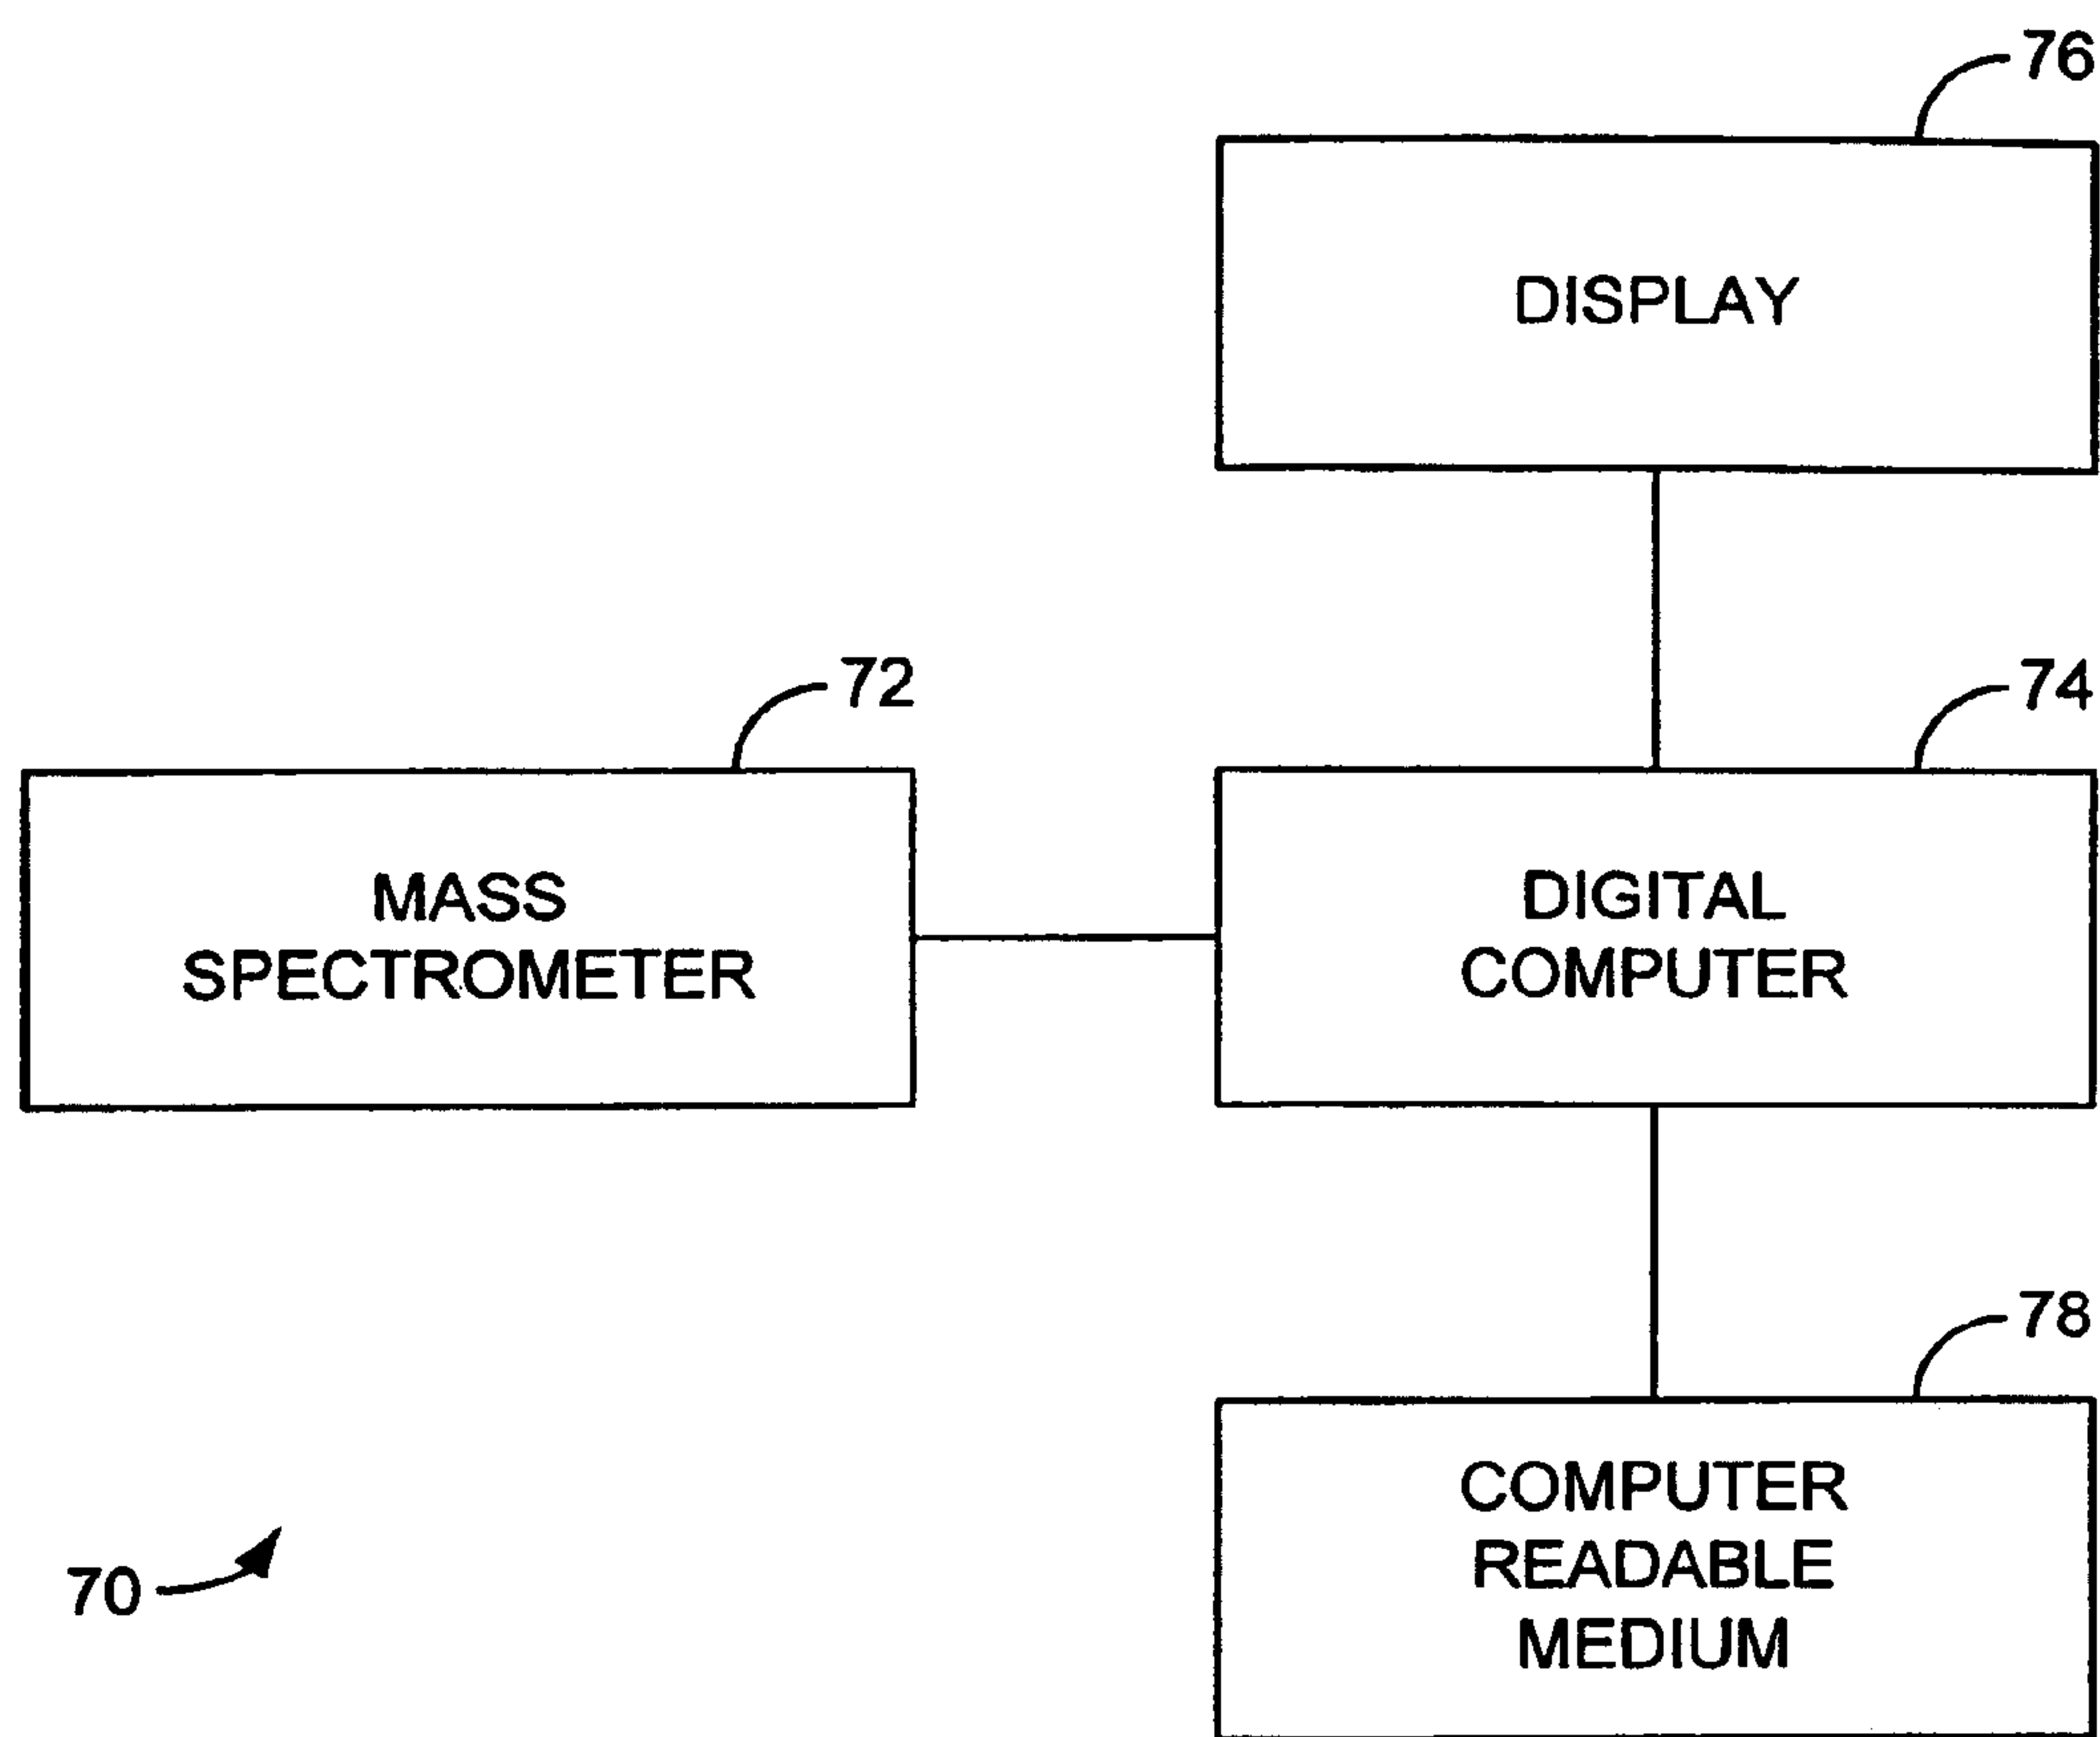 76
DISPLAY
72
74
MASS
SPECTROMETER
DIGITAL
COMPUTER
78
COMPUTER
READABLE
MEDIUM
70